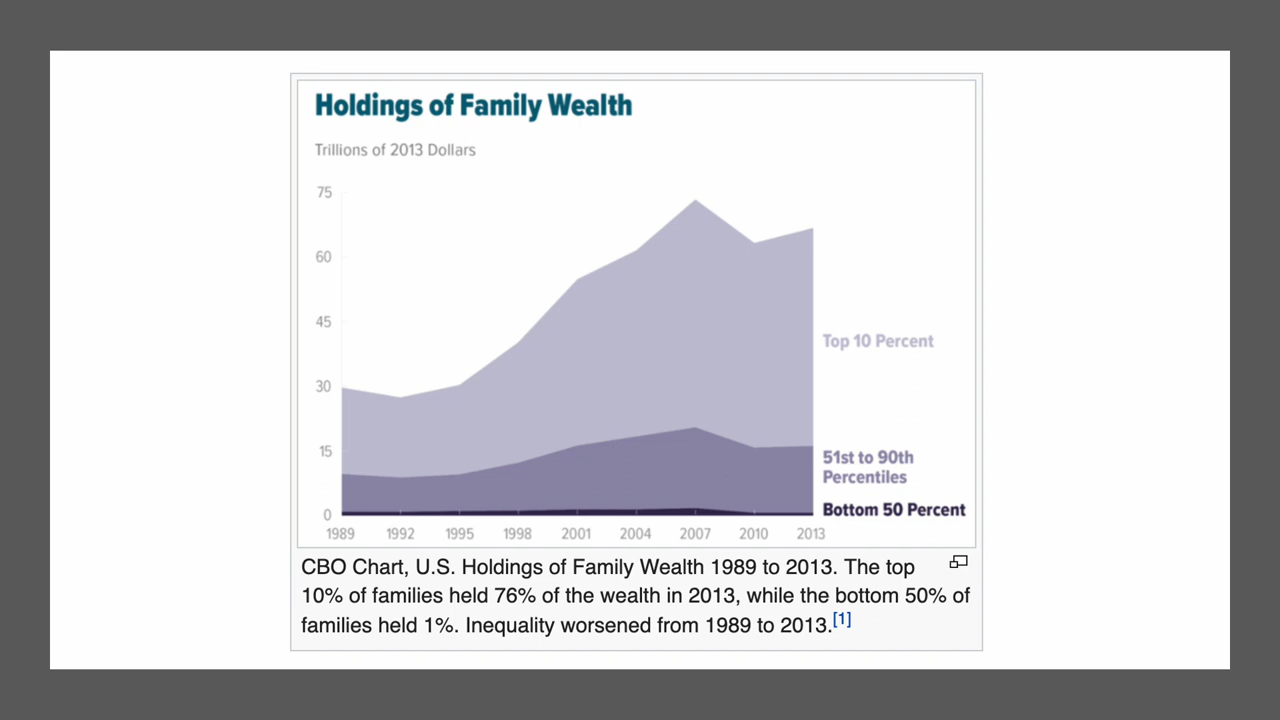 Holdings of Family Wealth
Trillions of 2013 Dollars
75
60
45
30
15
0
Top 10 Percent
51st to 90th
Percentiles
Bottom 50 Percent
1989 1992 1995 1998 2001 2004 2007 2010 2013
CBO Chart, U.S. Holdings of Family Wealth 1989 to 2013. The top
10% of families held 76% of the wealth in 2013, while the bottom 50% of
families held 1%. Inequality worsened from 1989 to 2013.[1]